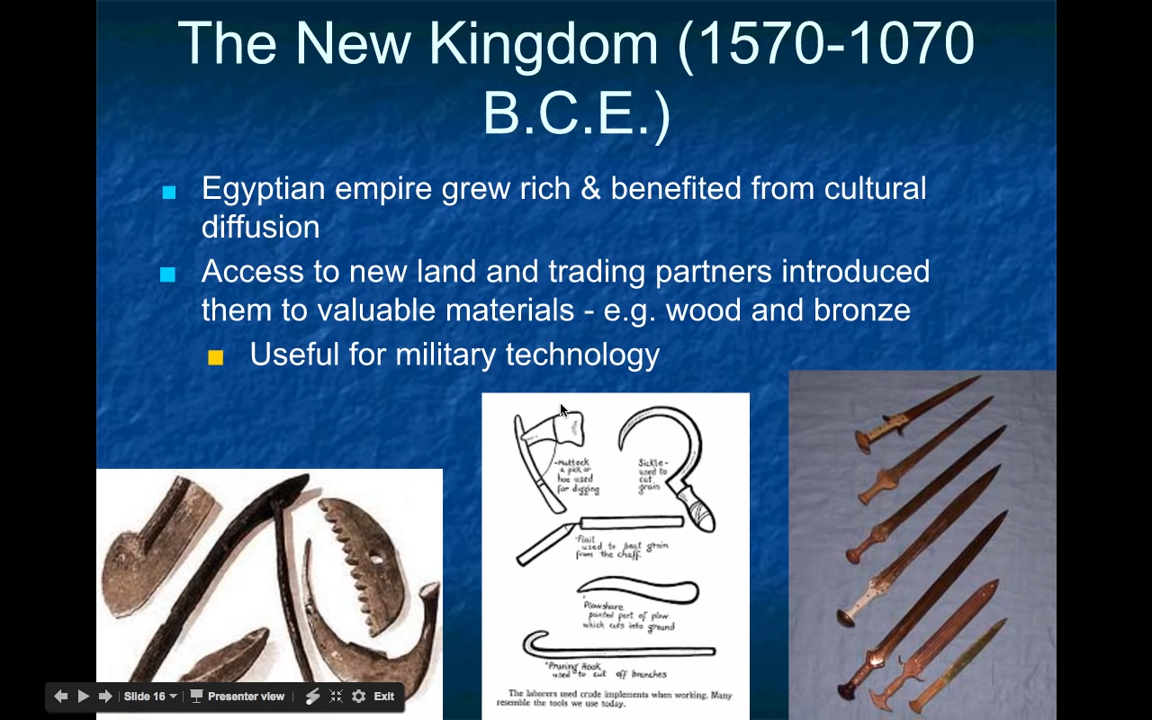 The New Kingdom (1570-1070
B.C.E.)
Egyptian empire grew rich & benefited from cultural
diffusion
Access to new land and trading partners introduced
them to valuable materials - e.g. wood and bronze
Useful for military technology
-Mattock
a pick or
hoe used
for digging
Sickle-
used to
cut
grain
Flail
used to beat grain
from the chaff.
Plowshare
pointed part of plow
which cuts into ground
Pruning Hook
used to cut off branches
The laborers used crude implements when working. Many
resemble the tools we use today.
Slide 16
Presenter view
Exit